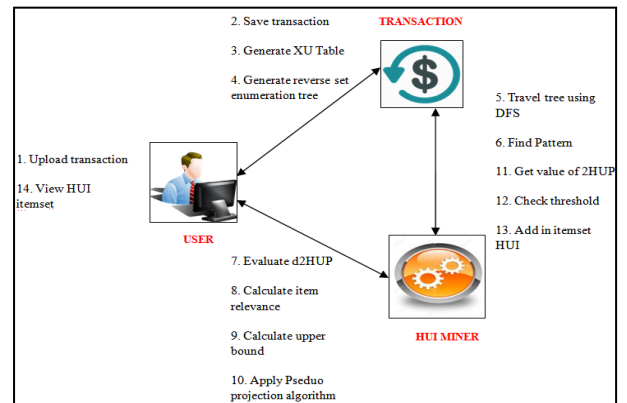 2. Save transaction
TRANSACTION
3. Generate XU Table
4. Generate reverse set
enumeration tree
$
5. Travel tree using
DFS
6. Find Pattern
11. Get value of 2HUP
12. Check threshold
13. Add in itemset
HUI
1. Upload transaction
14. View HUI
itemset
USER
7. Evaluate d2HUP
8. Calculate item
relevance
9. Calculate upper
bound
10. Apply Pseduo
projection algorithm
HUI MINER